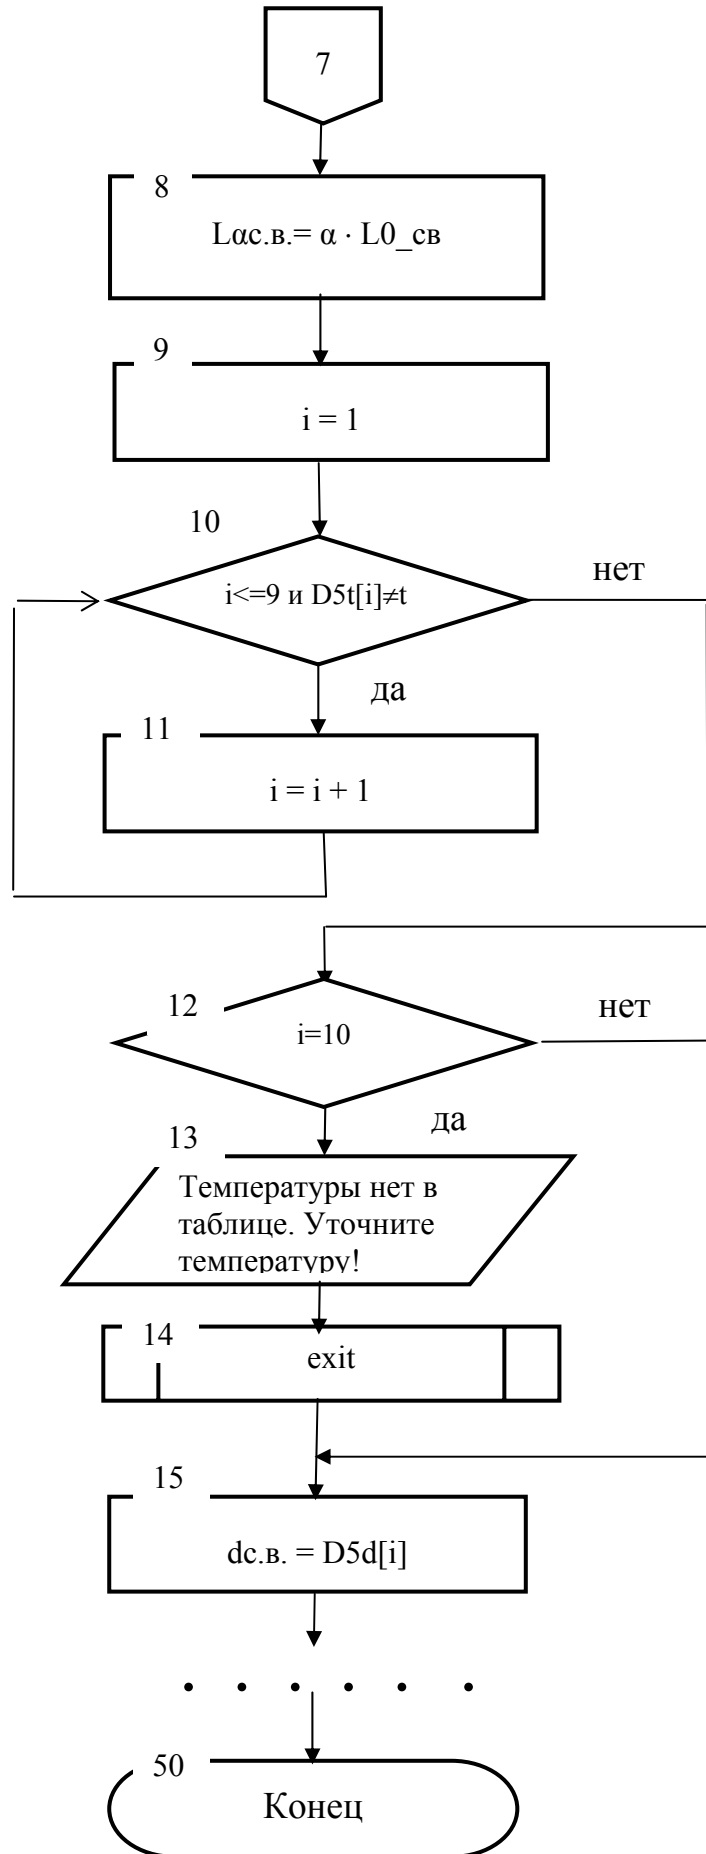 7
8
Lαс.в.= α · L0_св
9
i = 1
10
i<=9 и D5t[i]≠t
нет
да
11
i = i + 1
12
i=10
нет
да
13
Температуры нет в
таблице. Уточните
температуру!
14
exit
15
dс.в. = D5d[i]
. . . . . .
50
Конец